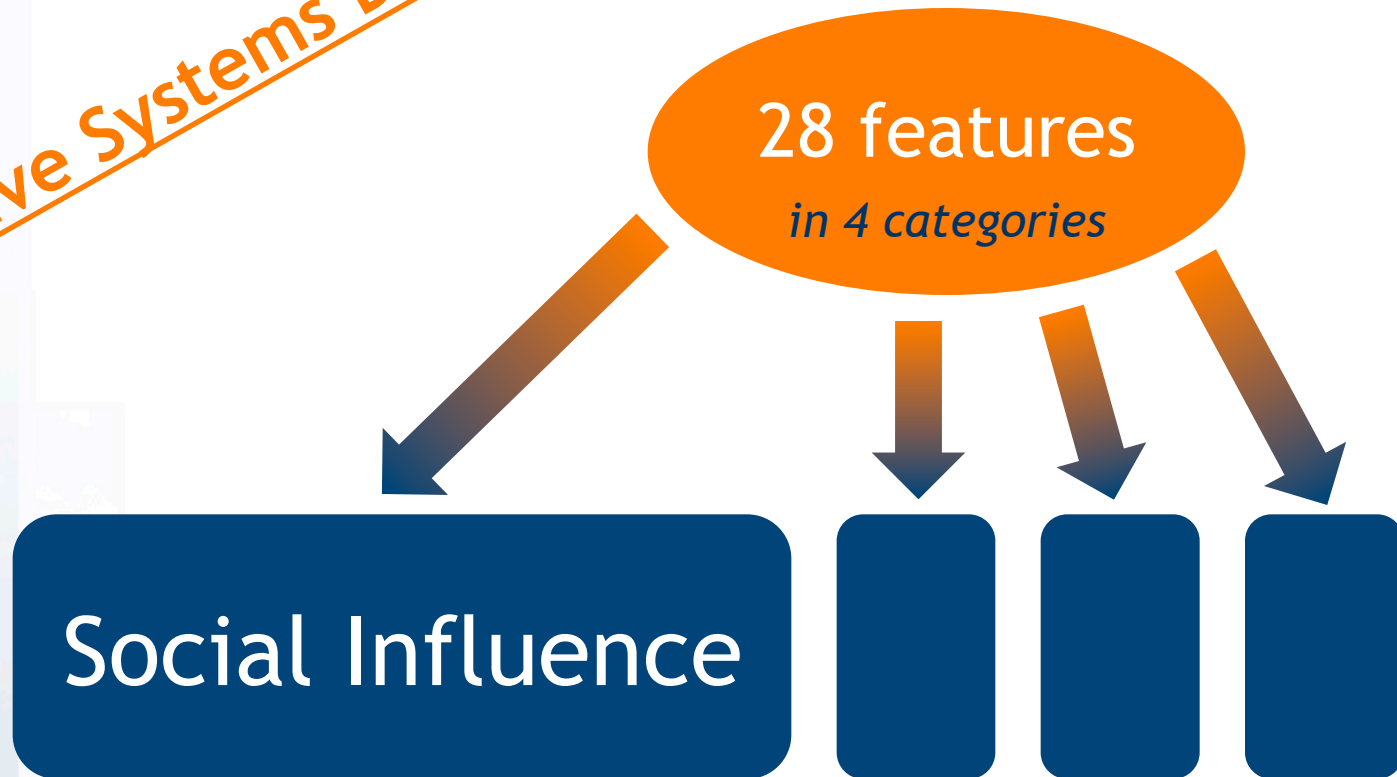 ve Systems
28 features
in 4 categories
Social Influence